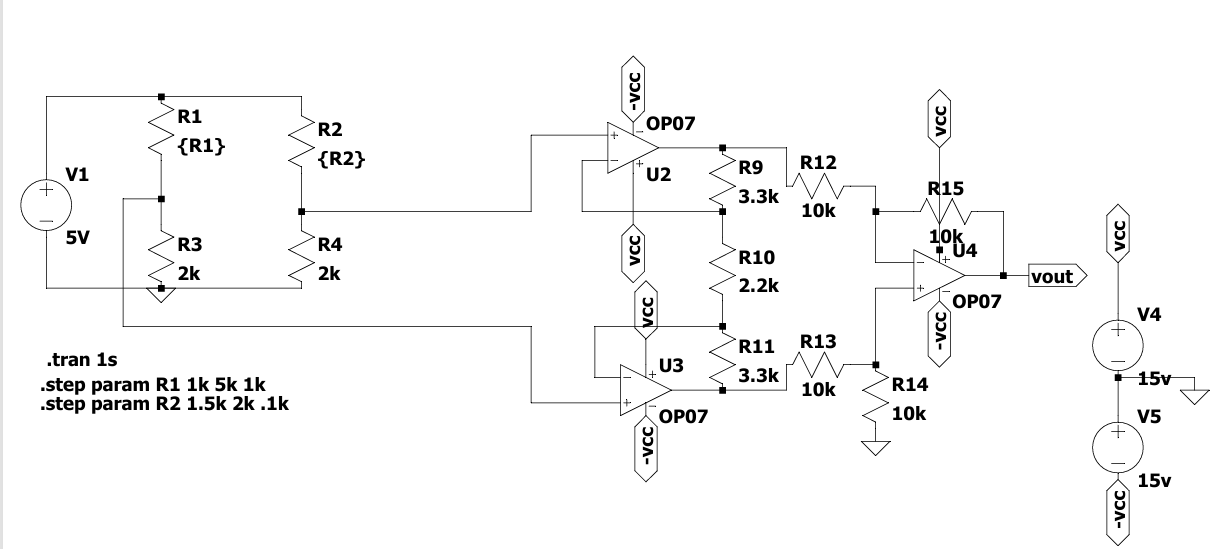 -VCC
OP07
U2
VCC
R1
{R1}
R2
{R2}
V1
5V
R3
2k
R4
2k
R9
3.3k
R10
2.2k
R11
3.3k
R12
10k
VCC
R15
10k
U4
OP07
-VCC
vout
VCC
U3
OP07
-VCC
R13
10k
R14
10k
VCC
V4
15v
V5
15v
-VCC
.tran 1s
.step param R1 1k 5k 1k
.step param R2 1.5k 2k .1k